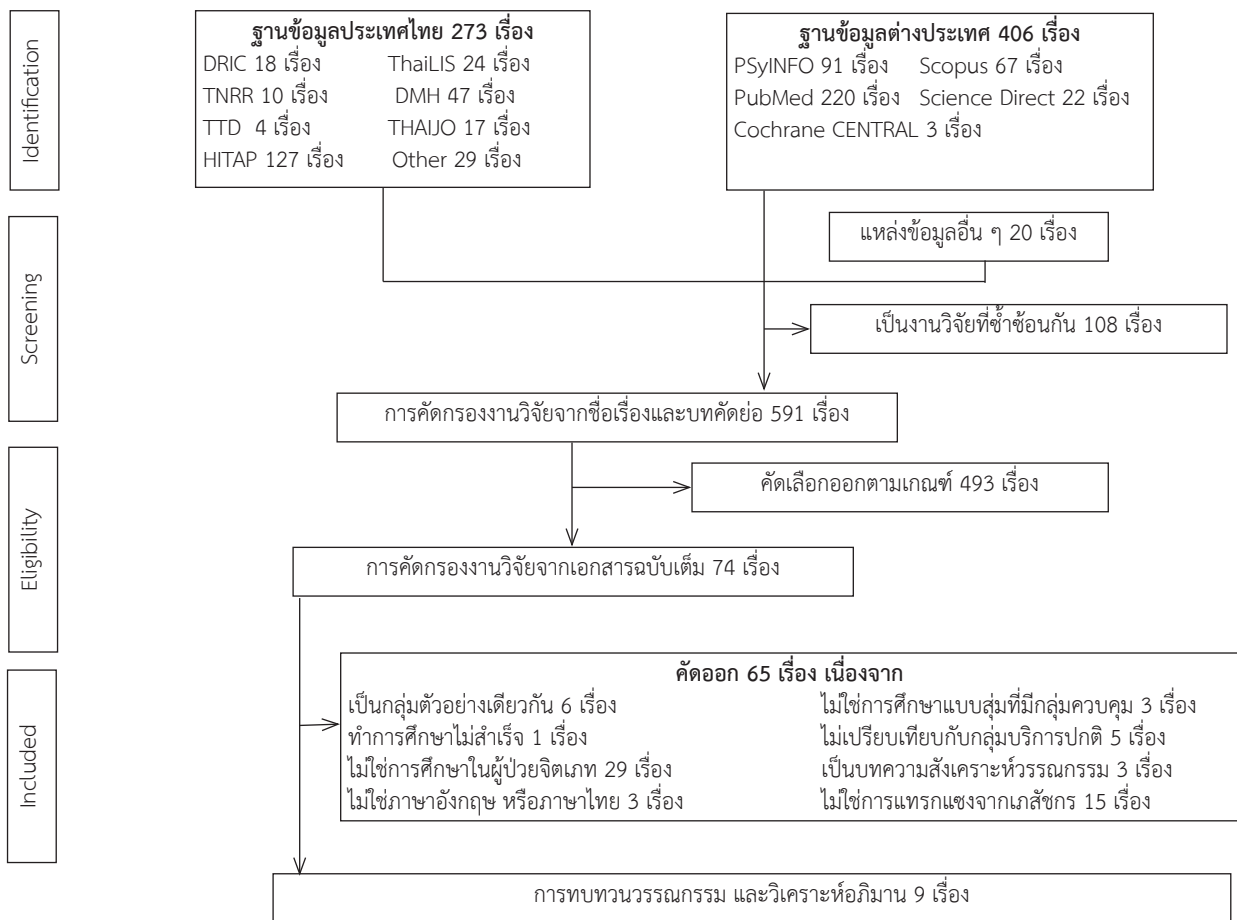 Identification
ฐานข้อมูลประเทศไทย 273 เรื่อง
DRIC 18 เรื่อง ThaiLIS 24 เรื่อง
TNRR 10 เรื่อง DMH 47 เรื่อง
TTD 4 เรื่อง THAIJO 17 เรื่อง
HITAP 127 เรื่อง Other 29 เรื่อง
ฐานข้อมูลต่างประเทศ 406 เรื่อง
PSyINFO 91 เรื่อง Scopus 67 เรื่อง
PubMed 220 เรื่อง Science Direct 22 เรื่อง
Cochrane CENTRAL 3 เรื่อง
Screening
แหล่งข้อมูลอื่น ๆ 20 เรื่อง
เป็นงานวิจัยที่ซ้ำซ้อนกัน 108 เรื่อง
การคัดกรองงานวิจัยจากชื่อเรื่องและบทคัดย่อ 591 เรื่อง
Eligibility
คัดเลือกออกตามเกณฑ์ 493 เรื่อง
การคัดกรองงานวิจัยจากเอกสารฉบับเต็ม 74 เรื่อง
Included
คัดออก 65 เรื่อง เนื่องจาก
เป็นกลุ่มตัวอย่างเดียวกัน 6 เรื่อง ไม่ใช่การศึกษาแบบสุ่มที่มีกลุ่มควบคุม 3 เรื่อง
ทำการศึกษาไม่สำเร็จ 1 เรื่อง ไม่เปรียบเทียบกับกลุ่มบริการปกติ 5 เรื่อง
ไม่ใช่การศึกษาในผู้ป่วยจิตเภท 29 เรื่อง เป็นบทความสังเคราะห์วรรณกรรม 3 เรื่อง
ไม่ใช่ภาษาอังกฤษ หรือภาษาไทย 3 เรื่อง ไม่ใช่การแทรกแซงจากเภสัชกร 15 เรื่อง
การทบทวนวรรณกรรม และวิเคราะห์อภิมาน 9 เรื่อง